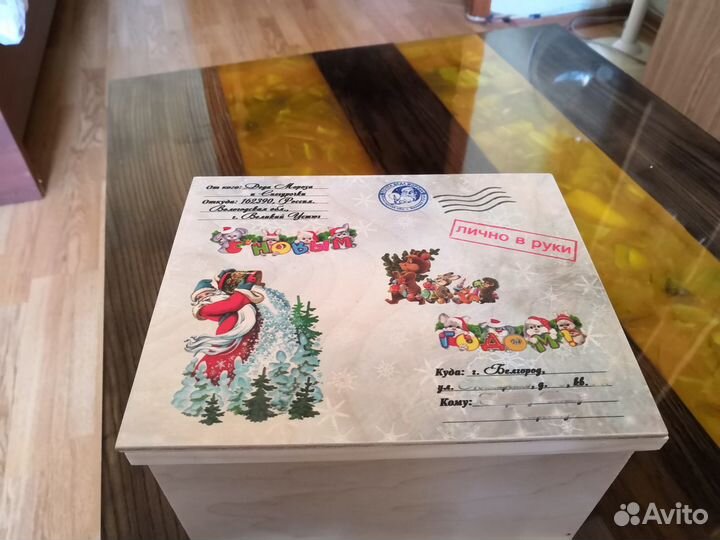 От кого: Деда Мороза
и Снегурочки
Откуда: 162390, Россия,
Вологодская обл.,
г. Великий Устюг
лично в руки
С НОВЫМ
ГОДОМ!
Куда: г. Белгород,
ул. д. кв.
Кому:
Avito